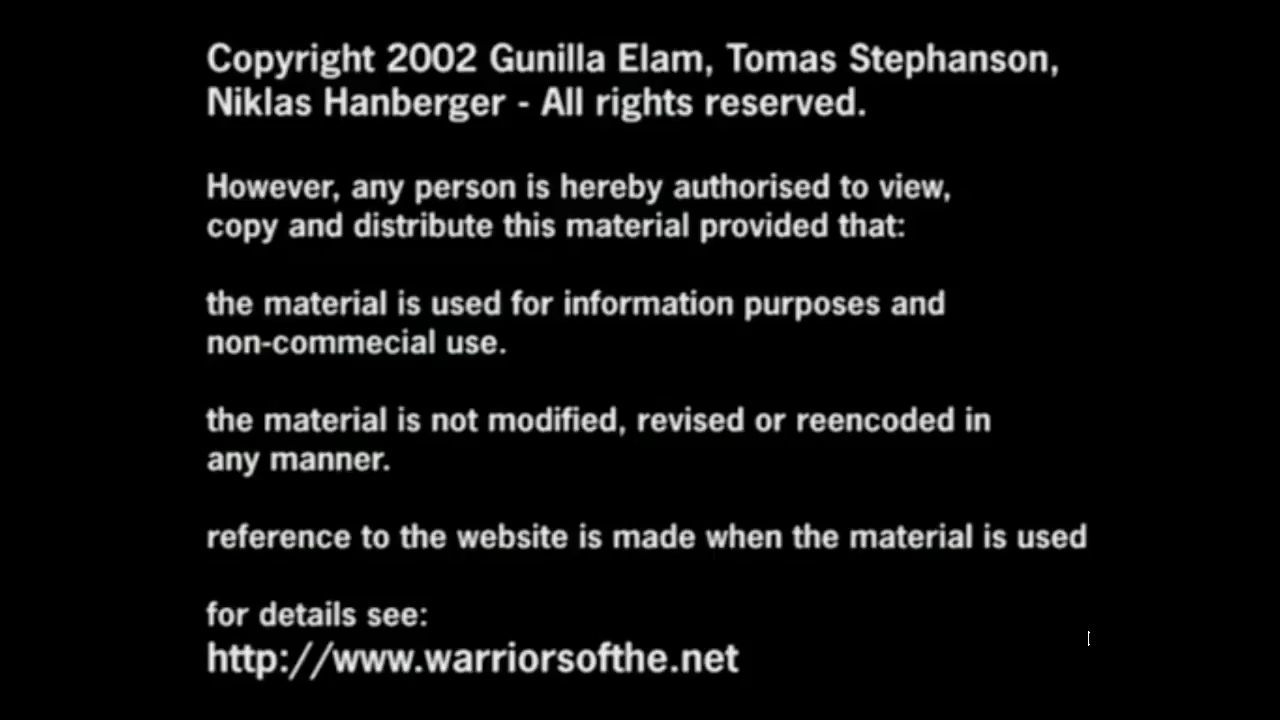 Copyright 2002 Gunilla Elam, Tomas Stephanson,
Niklas Hanberger - All rights reserved.
However, any person is hereby authorised to view,
copy and distribute this material provided that:
the material is used for information purposes and
non-commecial use.
the material is not modified, revised or reencoded in
any manner.
reference to the website is made when the material is used
for details see:
http://www.warriorsofthe.net